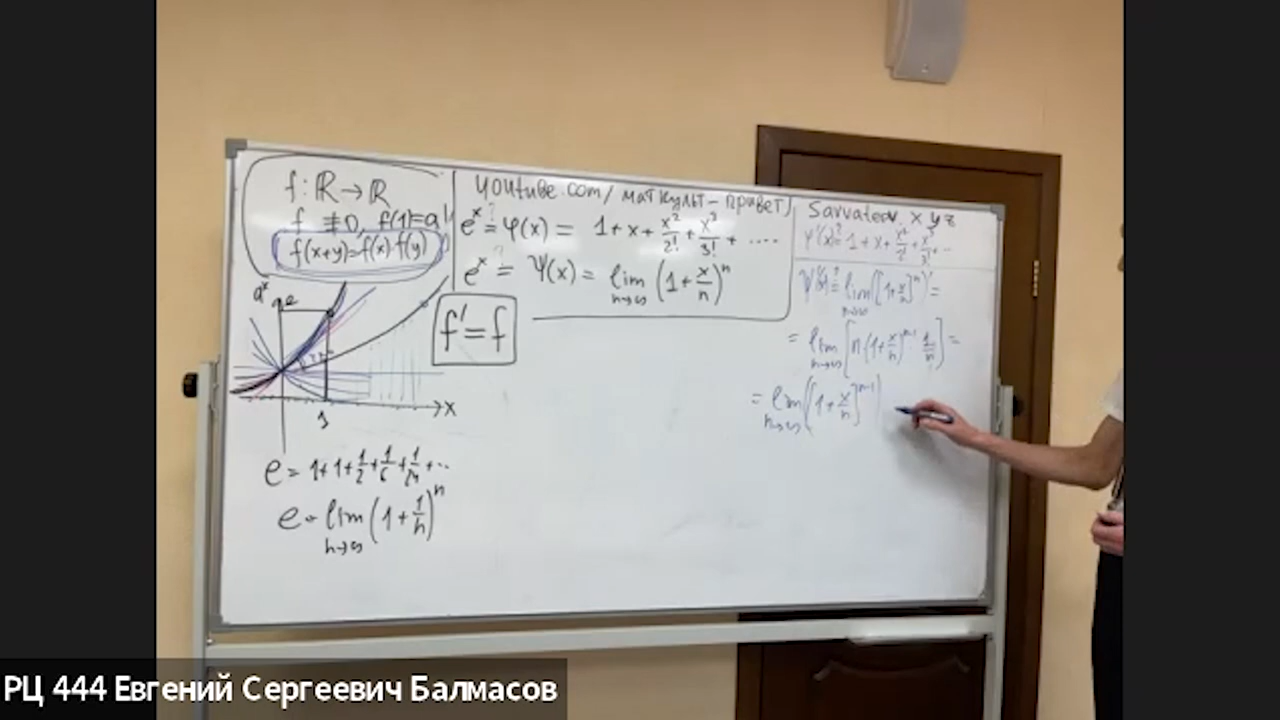 f: ℝ → ℝ
f ≢ 0, f(1)=a
f(x+y)=f(x) f(y)
youtube.com/маткульт-привет
e^x ?= φ(x) = 1 + x + x²/2! + x³/3! + ....
e^x ?= Ψ(x) = lim n→∞ (1 + x/n)^n
f' = f
a^x
e
x
1
e = 1+1+1/2+1/6+1/24+..
e = lim n→∞ (1 + 1/n)^n
Savvateev. xyz
φ'(x) ?= 1 + x + x²/2! + x³/3! + ...
Ψ'(x) ?= lim n→∞ ([1+x/n]^n)' =
= lim n→∞ [n·(1+x/n)^(n-1) · 1/n] =
= lim n→∞ ([1+x/n]^(n-1))
РЦ 444 Евгений Сергеевич Балмасов